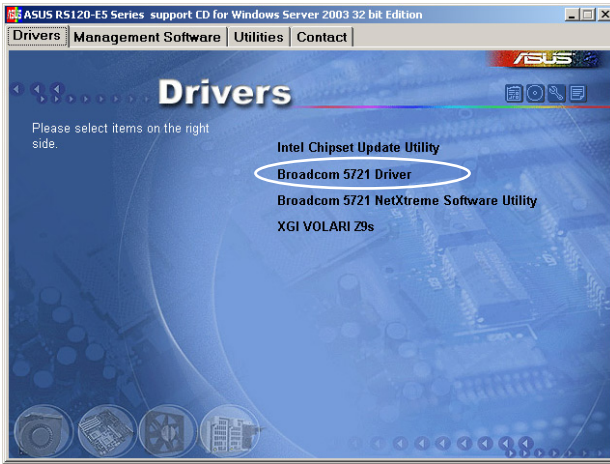 ASUS RS120-E5 Series support CD for Windows Server 2003 32 bit Edition
Drivers Management Software Utilities Contact
ASUS
Drivers
Please select items on the right
side.
Intel Chipset Update Utility
Broadcom 5721 Driver
Broadcom 5721 NetXtreme Software Utility
XGI VOLARI Z9s